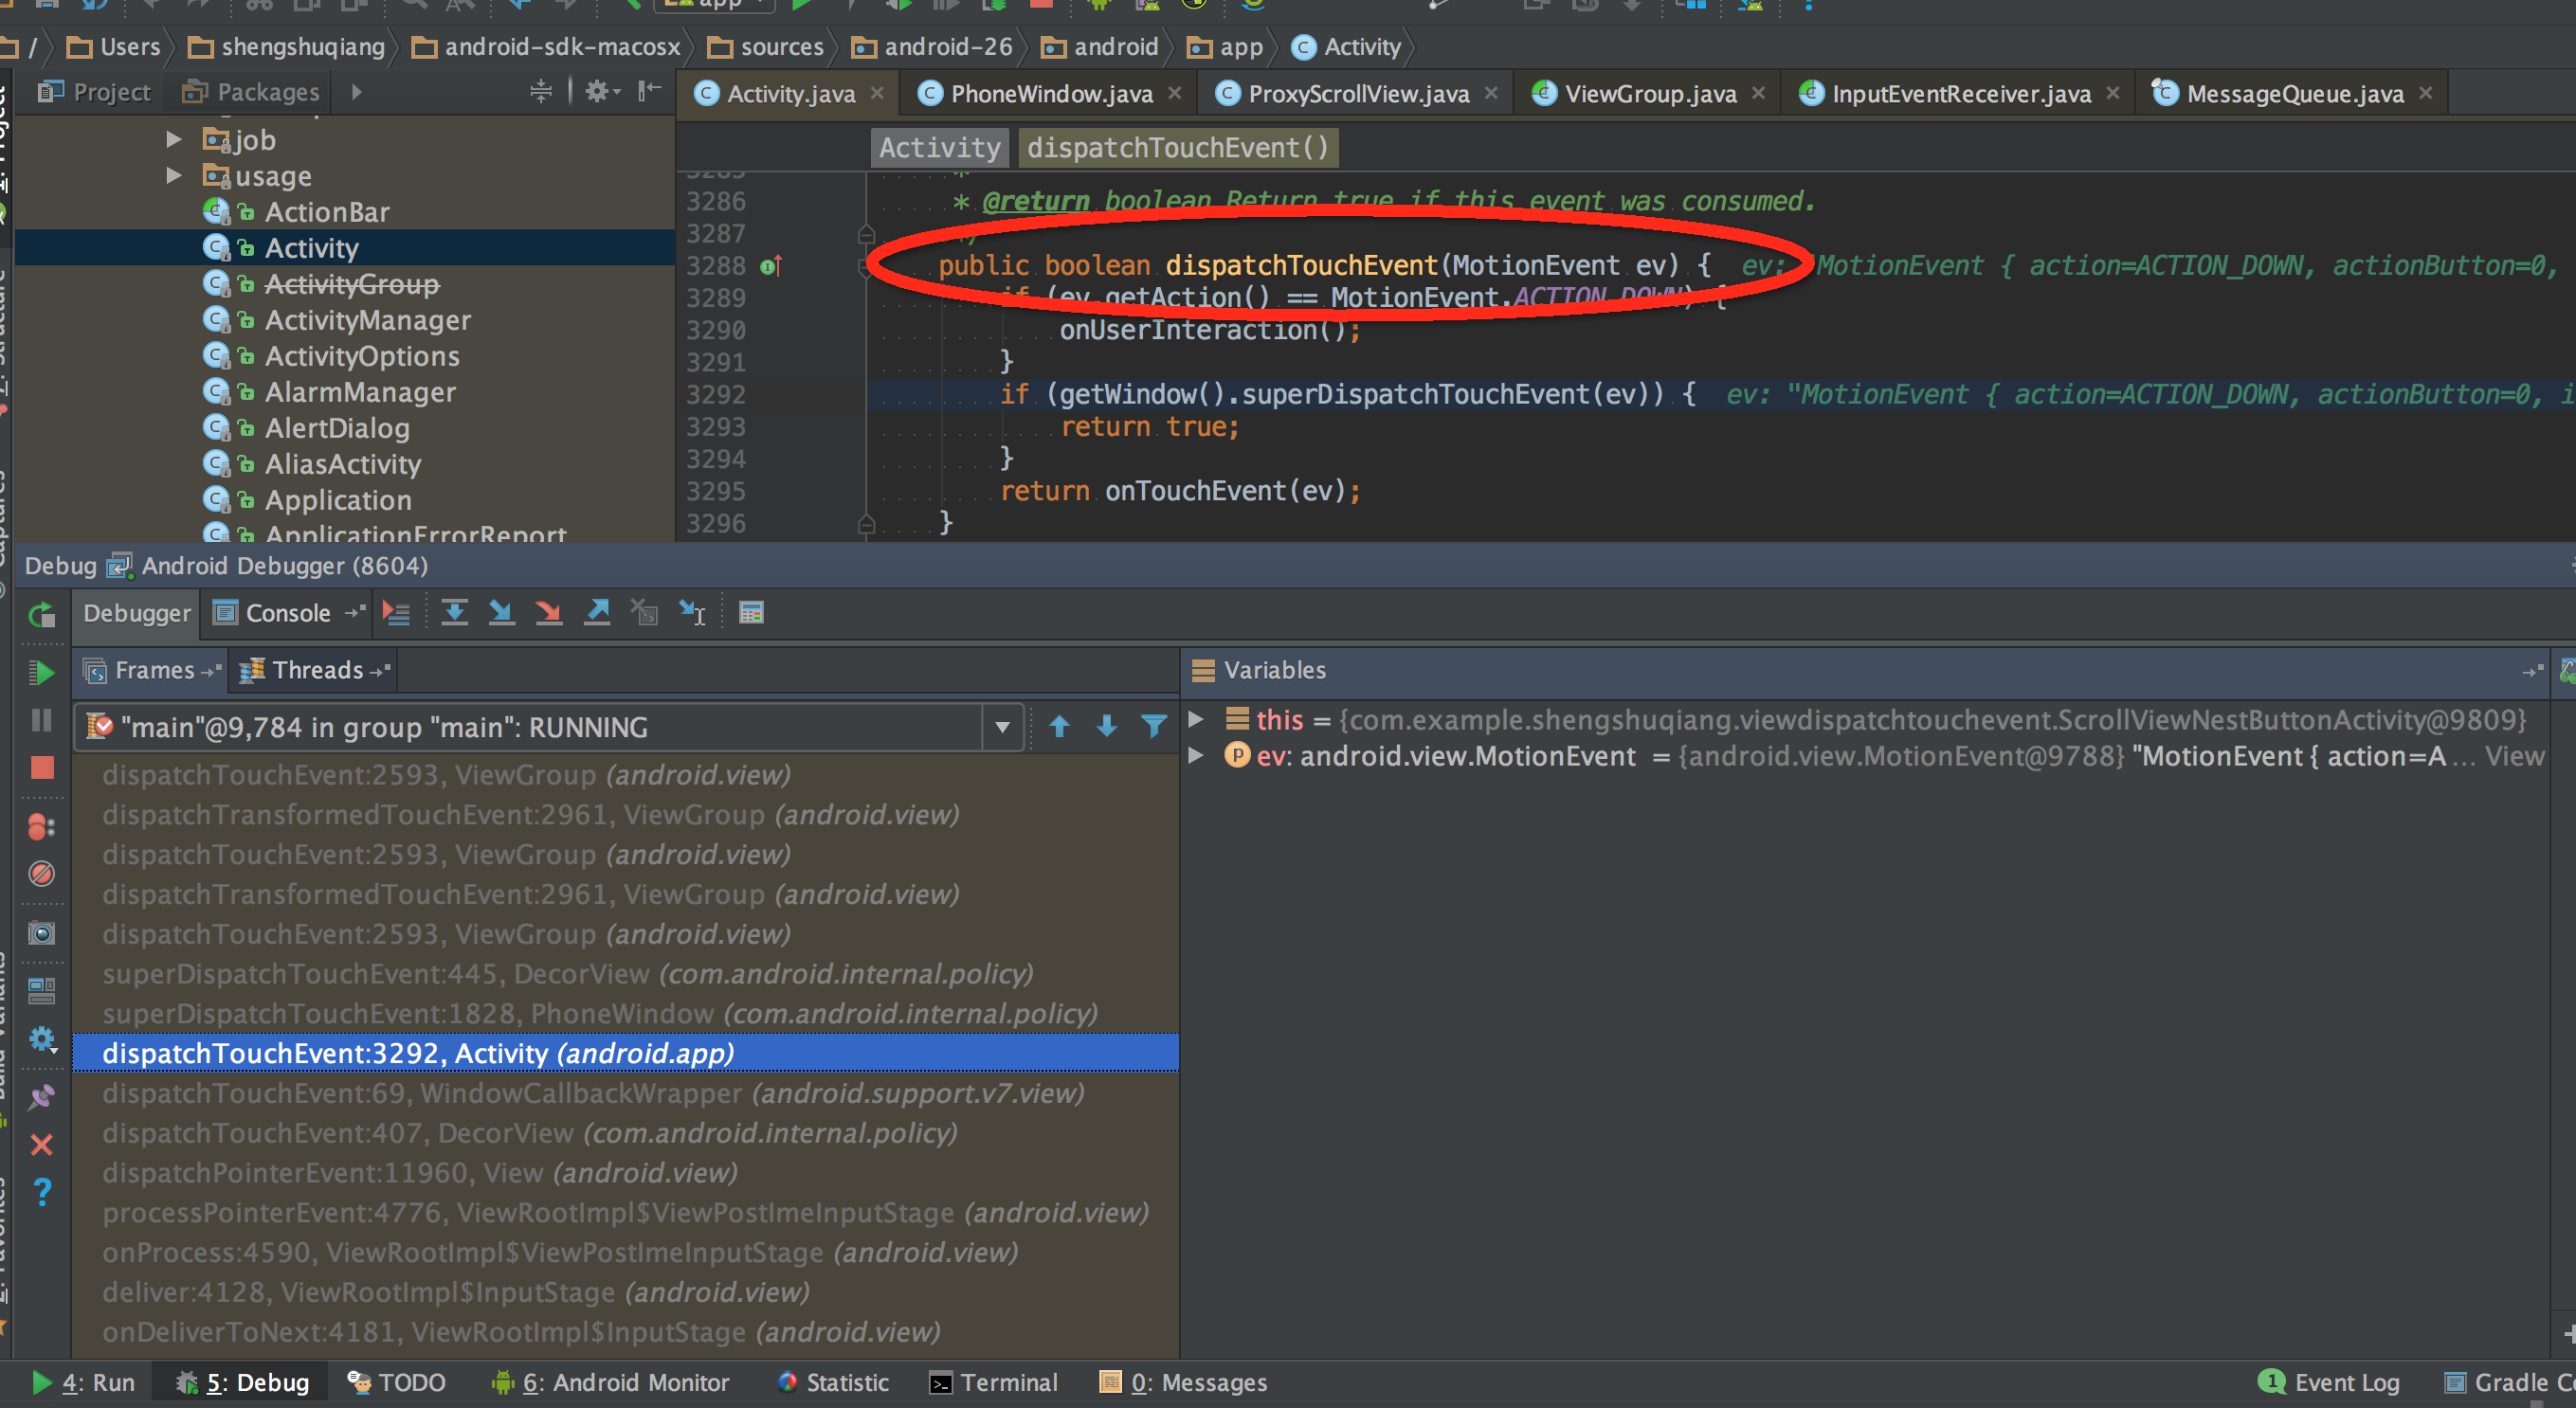 app
/ Users shengshuqiang android-sdk-macosx sources android-26 android app Activity
Project Packages
Activity.java PhoneWindow.java ProxyScrollView.java ViewGroup.java InputEventReceiver.java MessageQueue.java
Activity dispatchTouchEvent()
job
usage
ActionBar
Activity
ActivityGroup
ActivityManager
ActivityOptions
AlarmManager
AlertDialog
AliasActivity
Application
ApplicationErrorReport
3285 *
3286 * @return boolean Return true if this event was consumed.
3287 */
3288 public boolean dispatchTouchEvent(MotionEvent ev) { ev: "MotionEvent { action=ACTION_DOWN, actionButton=0,
3289 if (ev.getAction() == MotionEvent.ACTION_DOWN) {
3290 onUserInteraction();
3291 }
3292 if (getWindow().superDispatchTouchEvent(ev)) { ev: "MotionEvent { action=ACTION_DOWN, actionButton=0, i
3293 return true;
3294 }
3295 return onTouchEvent(ev);
3296 }
Debug Android Debugger (8604)
Debugger Console
Frames Threads
Variables
"main"@9,784 in group "main": RUNNING
this = {com.example.shengshuqiang.viewdispatchtouchevent.ScrollViewNestButtonActivity@9809}
ev: android.view.MotionEvent = {android.view.MotionEvent@9788} "MotionEvent { action=A ... View
dispatchTouchEvent:2593, ViewGroup (android.view)
dispatchTransformedTouchEvent:2961, ViewGroup (android.view)
dispatchTouchEvent:2593, ViewGroup (android.view)
dispatchTransformedTouchEvent:2961, ViewGroup (android.view)
dispatchTouchEvent:2593, ViewGroup (android.view)
superDispatchTouchEvent:445, DecorView (com.android.internal.policy)
superDispatchTouchEvent:1828, PhoneWindow (com.android.internal.policy)
dispatchTouchEvent:3292, Activity (android.app)
dispatchTouchEvent:69, WindowCallbackWrapper (android.support.v7.view)
dispatchTouchEvent:407, DecorView (com.android.internal.policy)
dispatchPointerEvent:11960, View (android.view)
processPointerEvent:4776, ViewRootImpl$ViewPostImeInputStage (android.view)
onProcess:4590, ViewRootImpl$ViewPostImeInputStage (android.view)
deliver:4128, ViewRootImpl$InputStage (android.view)
onDeliverToNext:4181, ViewRootImpl$InputStage (android.view)
4: Run 5: Debug TODO 6: Android Monitor Statistic Terminal 0: Messages 1 Event Log Gradle Co